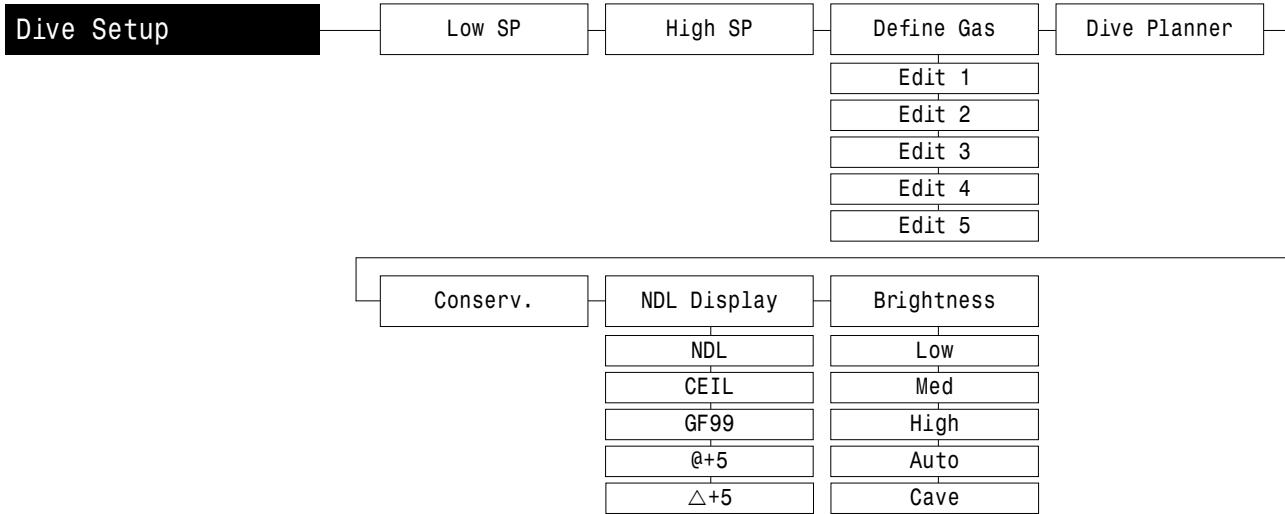 Dive Setup
Low SP
High SP
Define Gas
Dive Planner
Edit 1
Edit 2
Edit 3
Edit 4
Edit 5
Conserv.
NDL Display
Brightness
NDL
CEIL
GF99
@+5
△+5
Low
Med
High
Auto
Cave